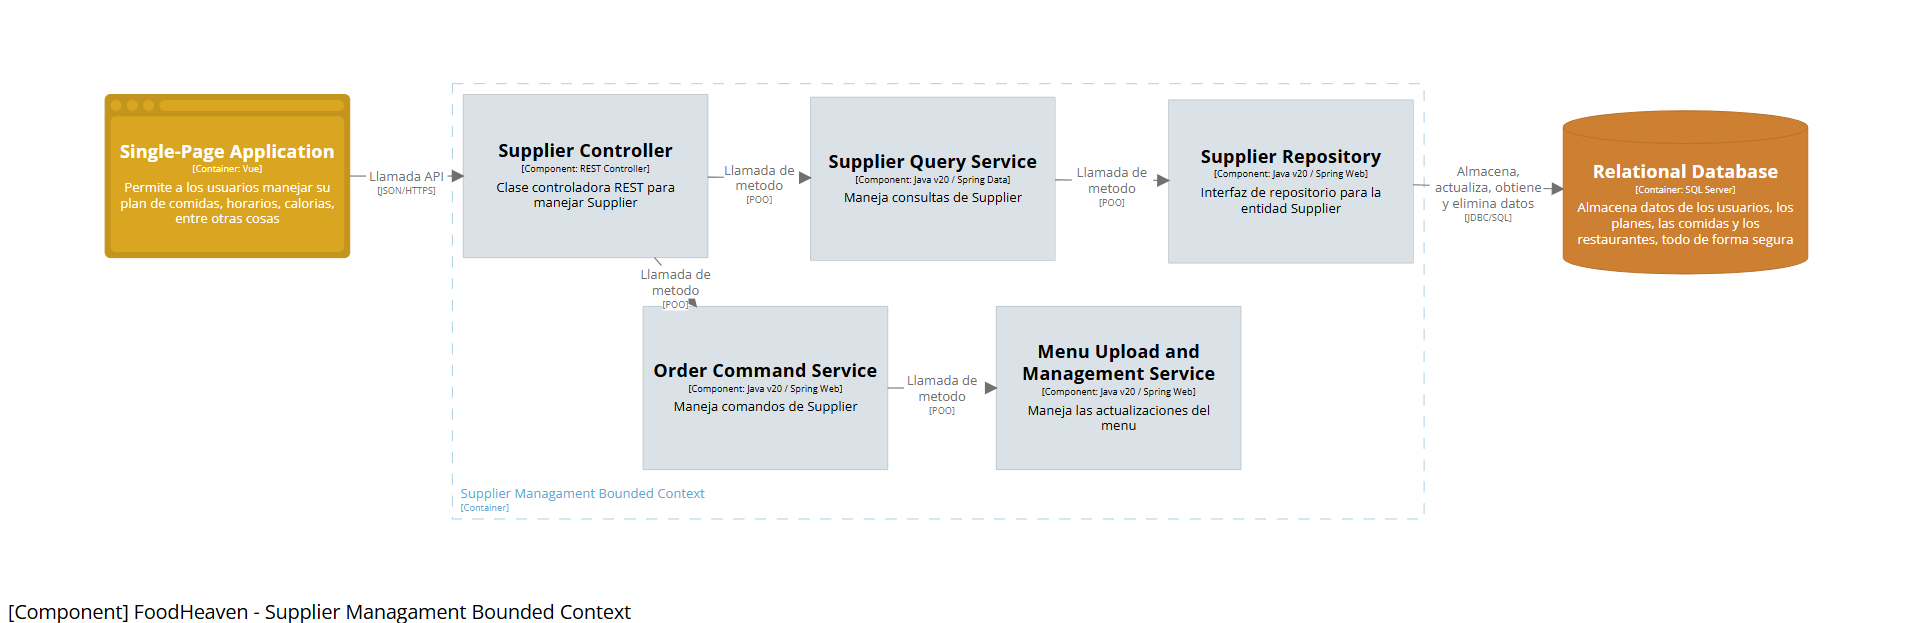 Single-Page Application
[Container: Vue]
Permite a los usuarios manejar su
plan de comidas, horarios, calorias,
entre otras cosas
Llamada API
[JSON/HTTPS]
Supplier Controller
[Component: REST Controller]
Clase controladora REST para
manejar Supplier
Llamada de
metodo
[POO]
Supplier Query Service
[Component: Java v20 / Spring Data]
Maneja consultas de Supplier
Llamada de
metodo
[POO]
Supplier Repository
[Component: Java v20 / Spring Web]
Interfaz de repositorio para la
entidad Supplier
Almacena,
actualiza, obtiene
y elimina datos
[JDBC/SQL]
Relational Database
[Container: SQL Server]
Almacena datos de los usuarios, los
planes, las comidas y los
restaurantes, todo de forma segura
Llamada de
metodo
[POO]
Order Command Service
[Component: Java v20 / Spring Web]
Maneja comandos de Supplier
Llamada de
metodo
[POO]
Menu Upload and
Management Service
[Component: Java v20 / Spring Web]
Maneja las actualizaciones del
menu
Supplier Managament Bounded Context
[Container]
[Component] FoodHeaven - Supplier Managament Bounded Context